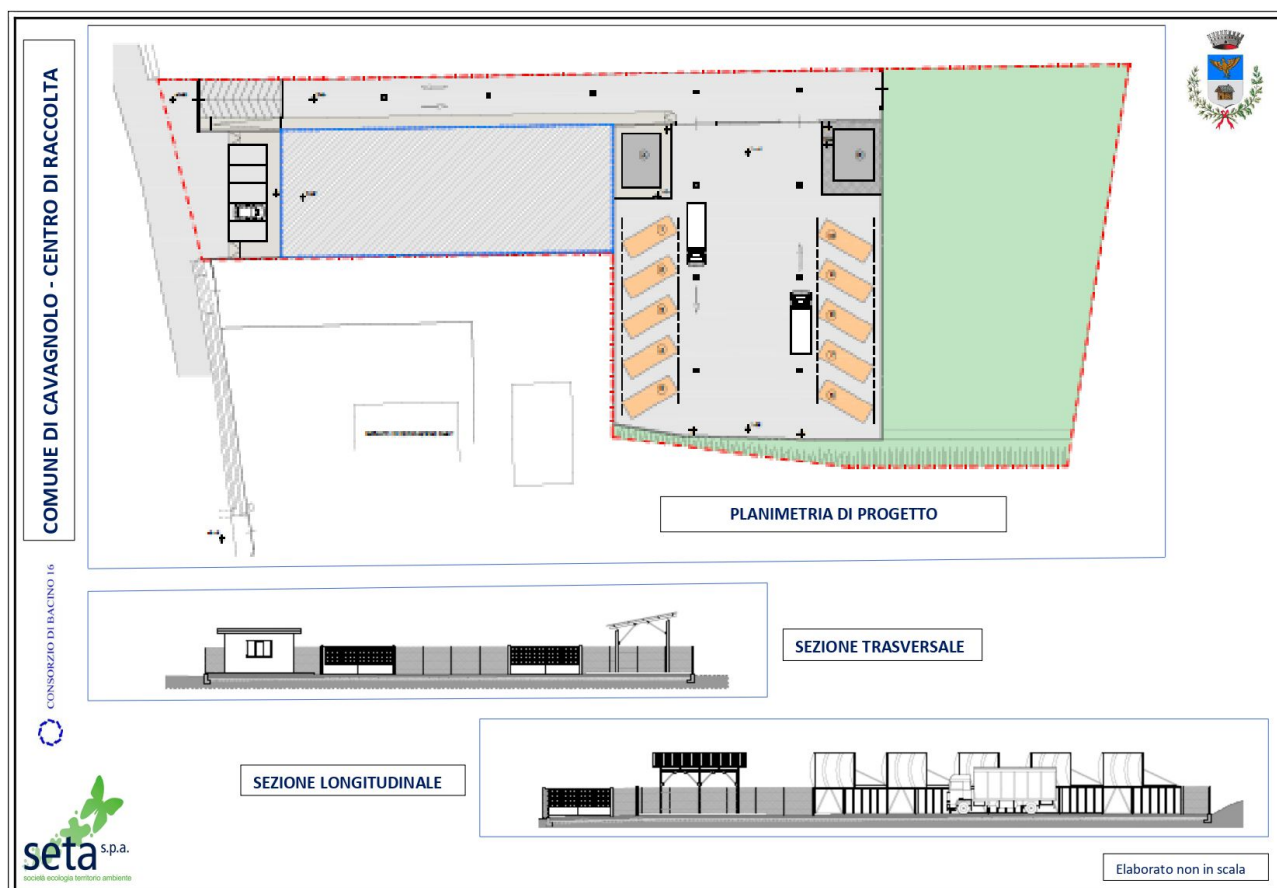 COMUNE DI CAVAGNOLO - CENTRO DI RACCOLTA
PLANIMETRIA DI PROGETTO
CONSORZIO DI BACINO 16
SEZIONE TRASVERSALE
SEZIONE LONGITUDINALE
seta s.p.a.
società ecologia territorio ambiente
Elaborato non in scala